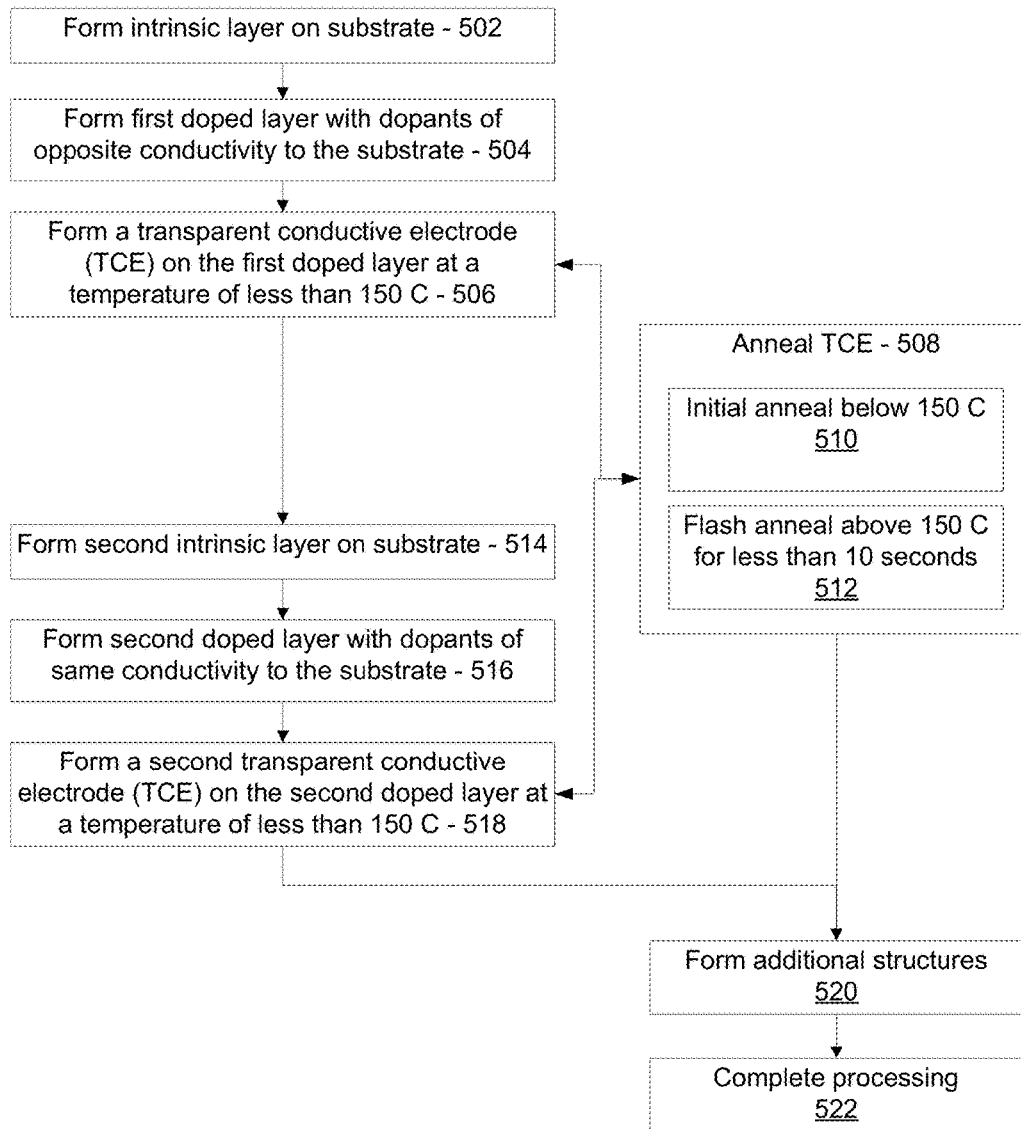 Form intrinsic layer on substrate - 502
Form first doped layer with dopants of
opposite conductivity to the substrate - 504
Form a transparent conductive electrode
(TCE) on the first doped layer at a
temperature of less than 150 C - 506
Anneal TCE - 508
Initial anneal below 150 C
510
Flash anneal above 150 C
for less than 10 seconds
512
Form second intrinsic layer on substrate - 514
Form second doped layer with dopants of
same conductivity to the substrate - 516
Form a second transparent conductive
electrode (TCE) on the second doped layer at
a temperature of less than 150 C - 518
Form additional structures
520
Complete processing
522